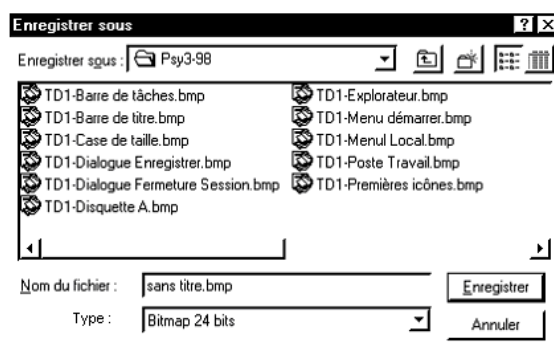 Enregistrer sous
Enregistrer sous : Psy3-98
TD1-Barre de tâches.bmp
TD1-Barre de titre.bmp
TD1-Case de taille.bmp
TD1-Dialogue Enregistrer.bmp
TD1-Dialogue Fermeture Session.bmp
TD1-Disquette A.bmp
TD1-Explorateur.bmp
TD1-Menu démarrer.bmp
TD1-Menul Local.bmp
TD1-Poste Travail.bmp
TD1-Premières icônes.bmp
Nom du fichier : sans titre.bmp Enregistrer
Type : Bitmap 24 bits Annuler